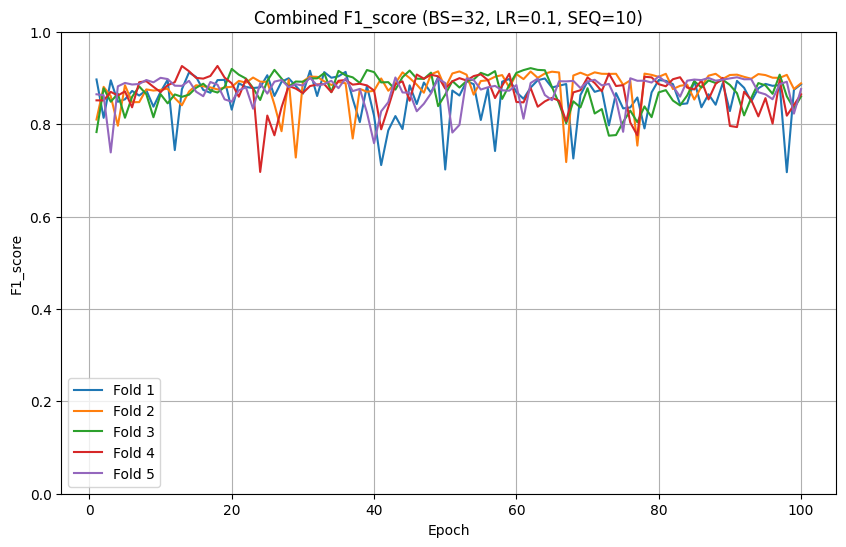 Combined F1_score (BS=32, LR=0.1, SEQ=10)
F1_score
1.0
0.8
0.6
0.4
0.2
0.0
Fold 1
Fold 2
Fold 3
Fold 4
Fold 5
0
20
40
60
80
100
Epoch